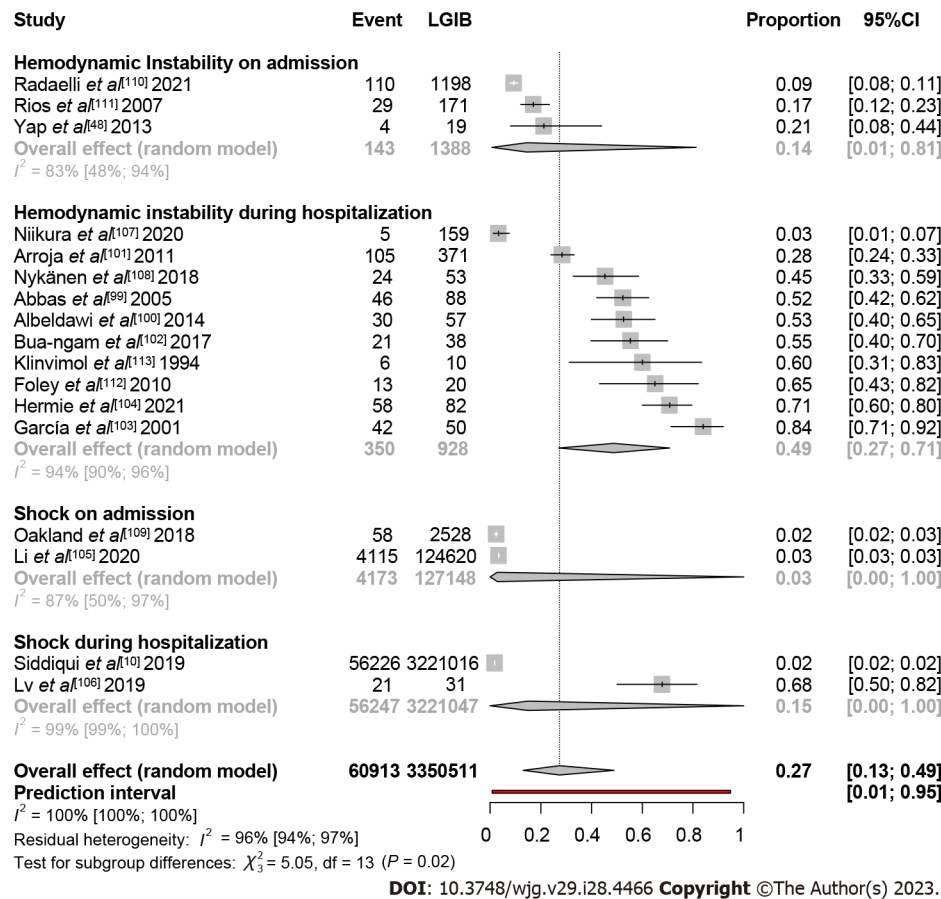 Study Event LGIB Proportion 95%CI
Hemodynamic Instability on admission
Radaelli et al[110] 2021 110 1198 0.09 [0.08; 0.11]
Rios et al[111] 2007 29 171 0.17 [0.12; 0.23]
Yap et al[48] 2013 4 19 0.21 [0.08; 0.44]
Overall effect (random model) 143 1388 0.14 [0.01; 0.81]
I² = 83% [48%; 94%]
Hemodynamic instability during hospitalization
Niikura et al[107] 2020 5 159 0.03 [0.01; 0.07]
Arroja et al[101] 2011 105 371 0.28 [0.24; 0.33]
Nykänen et al[108] 2018 24 53 0.45 [0.33; 0.59]
Abbas et al[99] 2005 46 88 0.52 [0.42; 0.62]
Albeldawi et al[100] 2014 30 57 0.53 [0.40; 0.65]
Bua-ngam et al[102] 2017 21 38 0.55 [0.40; 0.70]
Klinvimol et al[113] 1994 6 10 0.60 [0.31; 0.83]
Foley et al[112] 2010 13 20 0.65 [0.43; 0.82]
Hermie et al[104] 2021 58 82 0.71 [0.60; 0.80]
García et al[103] 2001 42 50 0.84 [0.71; 0.92]
Overall effect (random model) 350 928 0.49 [0.27; 0.71]
I² = 94% [90%; 96%]
Shock on admission
Oakland et al[109] 2018 58 2528 0.02 [0.02; 0.03]
Li et al[105] 2020 4115 124620 0.03 [0.03; 0.03]
Overall effect (random model) 4173 127148 0.03 [0.00; 1.00]
I² = 87% [50%; 97%]
Shock during hospitalization
Siddiqui et al[10] 2019 56226 3221016 0.02 [0.02; 0.02]
Lv et al[106] 2019 21 31 0.68 [0.50; 0.82]
Overall effect (random model) 56247 3221047 0.15 [0.00; 1.00]
I² = 99% [99%; 100%]
Overall effect (random model) 60913 3350511 0.27 [0.13; 0.49]
Prediction interval [0.01; 0.95]
I² = 100% [100%; 100%]
0 0.2 0.4 0.6 0.8 1
Residual heterogeneity: I² = 96% [94%; 97%]
Test for subgroup differences: χ²₃ = 5.05, df = 13 (P = 0.02)
DOI: 10.3748/wjg.v29.i28.4466 Copyright ©The Author(s) 2023.